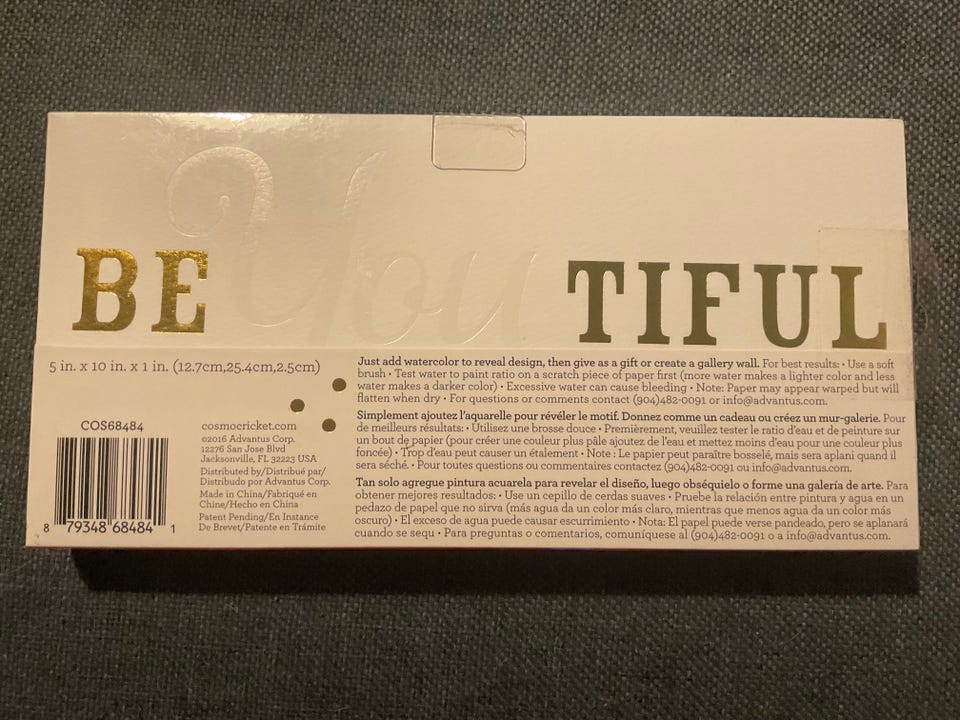 BE You TIFUL
5 in. x 10 in. x 1 in. (12.7cm,25.4cm,2.5cm)
COS68484
8 79348 68484 1
cosmocricket.com
©2016 Advantus Corp.
12276 San Jose Blvd
Jacksonville, FL 32223 USA
Distributed by/Distribué par/
Distribudo por Advantus Corp.
Made in China/Fabriqué en
Chine/Hecho en China
Patent Pending/En Instance
De Brevet/Patente en Trámite
Just add watercolor to reveal design, then give as a gift or create a gallery wall. For best results: • Use a soft
brush • Test water to paint ratio on a scratch piece of paper first (more water makes a lighter color and less
water makes a darker color) • Excessive water can cause bleeding • Note: Paper may appear warped but will
flatten when dry • For questions or comments contact (904)482-0091 or info@advantus.com.
Simplement ajoutez l'aquarelle pour révéler le motif. Donnez comme un cadeau ou créez un mur-galerie. Pour
de meilleurs résultats: • Utilisez une brosse douce • Premièrement, veuillez tester le ratio d'eau et de peinture sur
un bout de papier (pour créer une couleur plus pâle ajoutez de l'eau et mettez moins d'eau pour une couleur plus
foncée) • Trop d'eau peut causer un étalement • Note : Le papier peut paraître bosselé, mais sera aplani quand il
sera séché. • Pour toutes questions ou commentaires contactez (904)482-0091 ou info@advantus.com.
Tan solo agregue pintura acuarela para revelar el diseño, luego obséquielo o forme una galería de arte. Para
obtener mejores resultados: • Use un cepillo de cerdas suaves • Pruebe la relación entre pintura y agua en un
pedazo de papel que no sirva (más agua da un color más claro, mientras que menos agua da un color más
oscuro) • El exceso de agua puede causar escurrimiento • Nota: El papel puede verse pandeado, pero se aplanará
cuando se sequ • Para preguntas o comentarios, comuníquese al (904)482-0091 o a info@advantus.com.